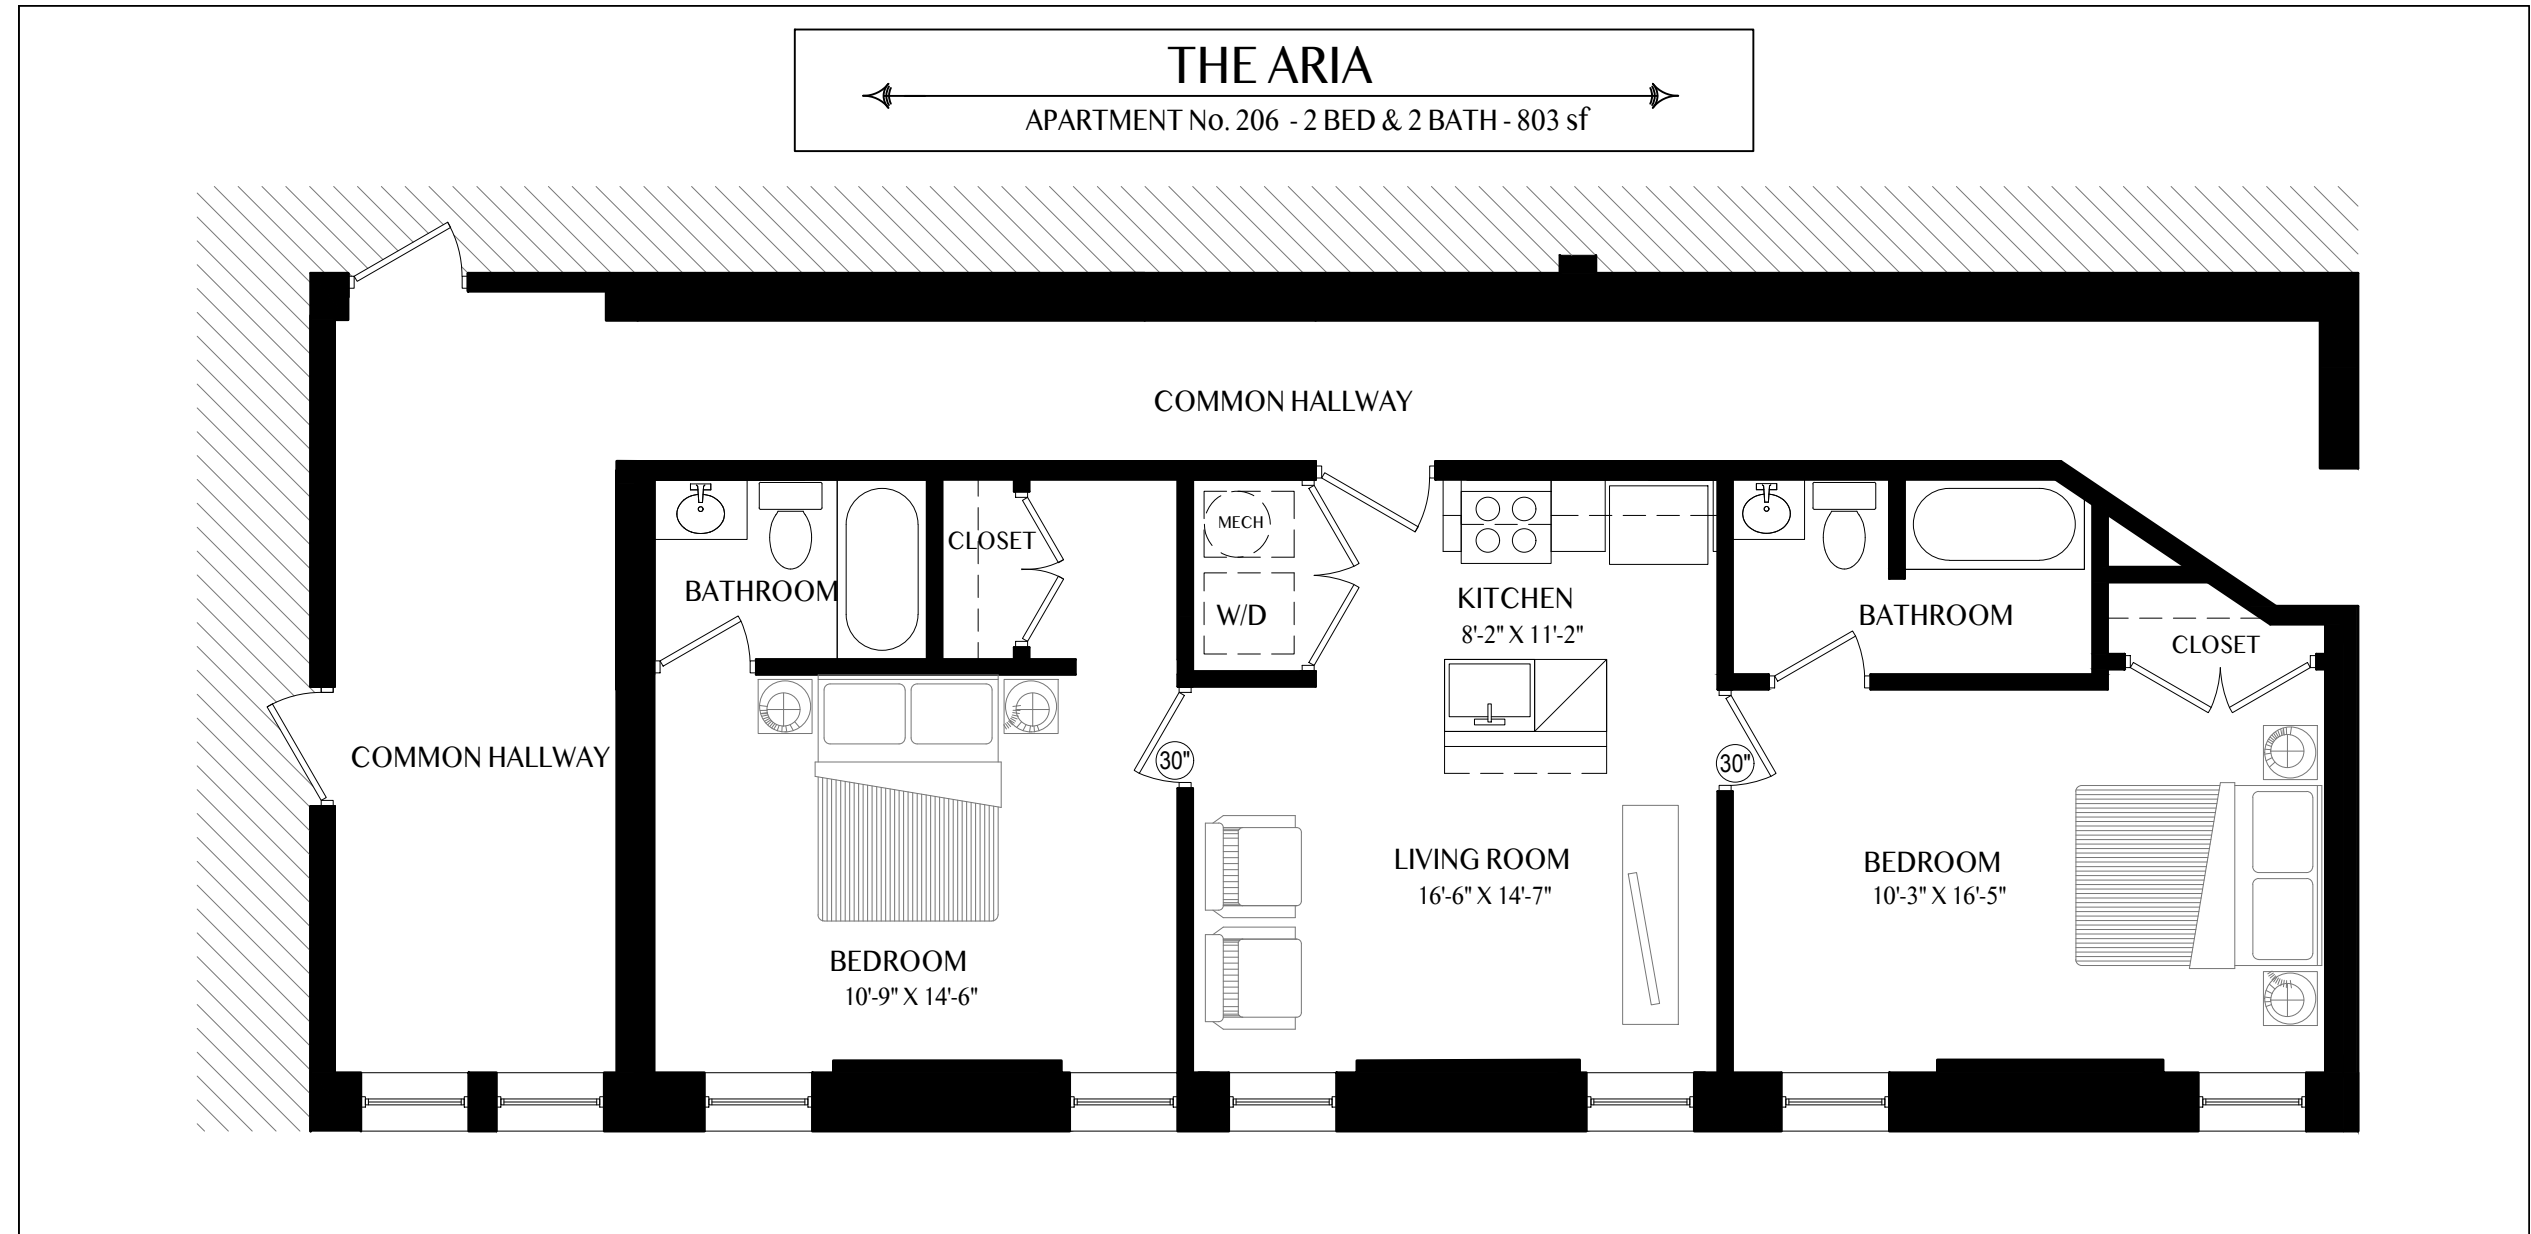 THE ARIA
APARTMENT No. 206 - 2 BED & 2 BATH - 803 sf
COMMON HALLWAY
MECH
CLOSET
BATHROOM
W/D
KITCHEN
8'-2" X 11'-2"
BATHROOM
CLOSET
COMMON HALLWAY
30"
30"
LIVING ROOM
16'-6" X 14'-7"
BEDROOM
10'-3" X 16'-5"
BEDROOM
10'-9" X 14'-6"